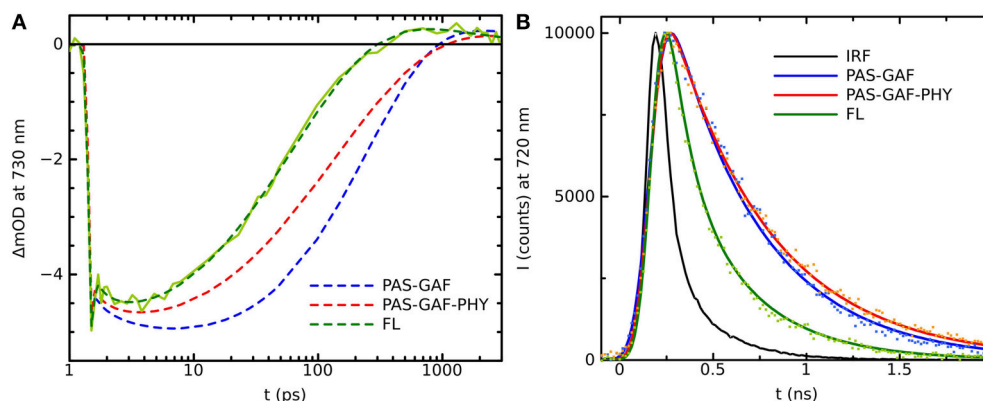 A
ΔmOD at 730 nm
0
−2
−4
PAS-GAF
PAS-GAF-PHY
FL
1
10
100
1000
t (ps)
B
I (counts) at 720 nm
10000
5000
0
IRF
PAS-GAF
PAS-GAF-PHY
FL
0
0.5
1
1.5
t (ns)